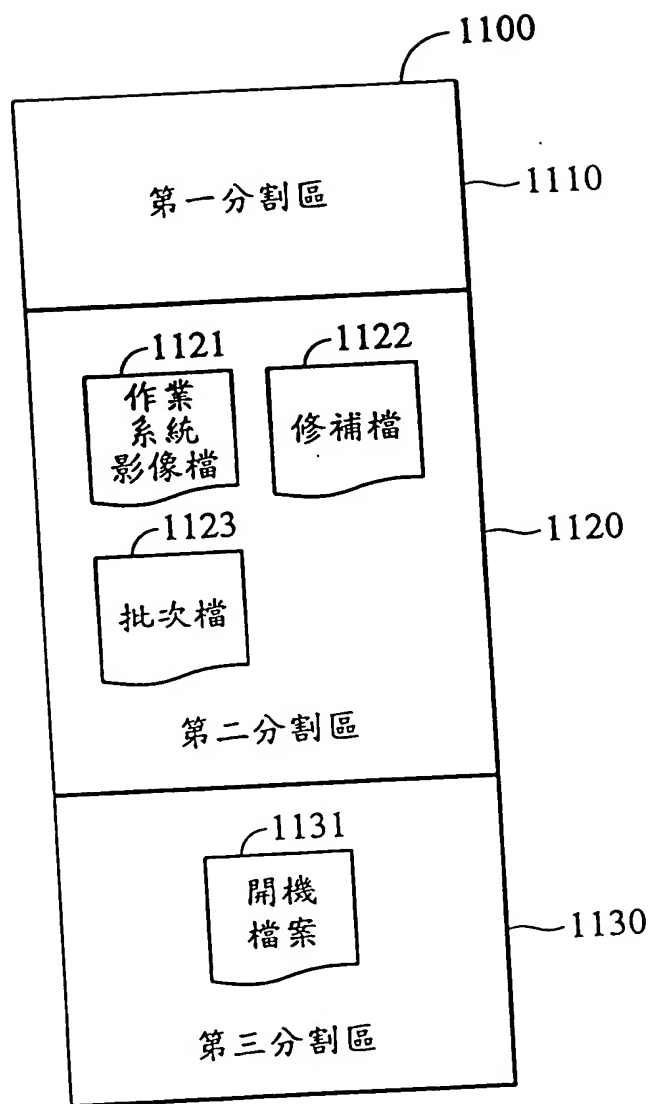 1100
第一分割區
1110
1121
1122
作業
系統
影像檔
修補檔
1123
批次檔
1120
第二分割區
1131
開機
檔案
1130
第三分割區